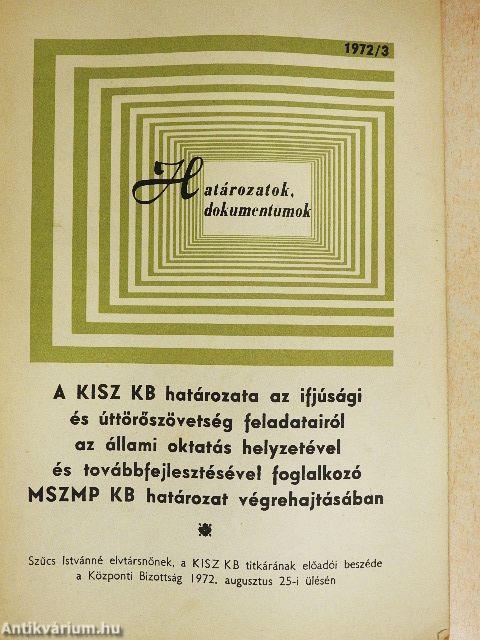 1972/3
Határozatok,
dokumentumok
A KISZ KB határozata az ifjúsági
és úttörőszövetség feladatairól
az állami oktatás helyzetével
és továbbfejlesztésével foglalkozó
MSZMP KB határozat végrehajtásában
Szűcs Istvánné elvtársnőnek, a KISZ KB titkárának előadói beszéde
a Központi Bizottság 1972. augusztus 25-i ülésén
Antikvárium.hu